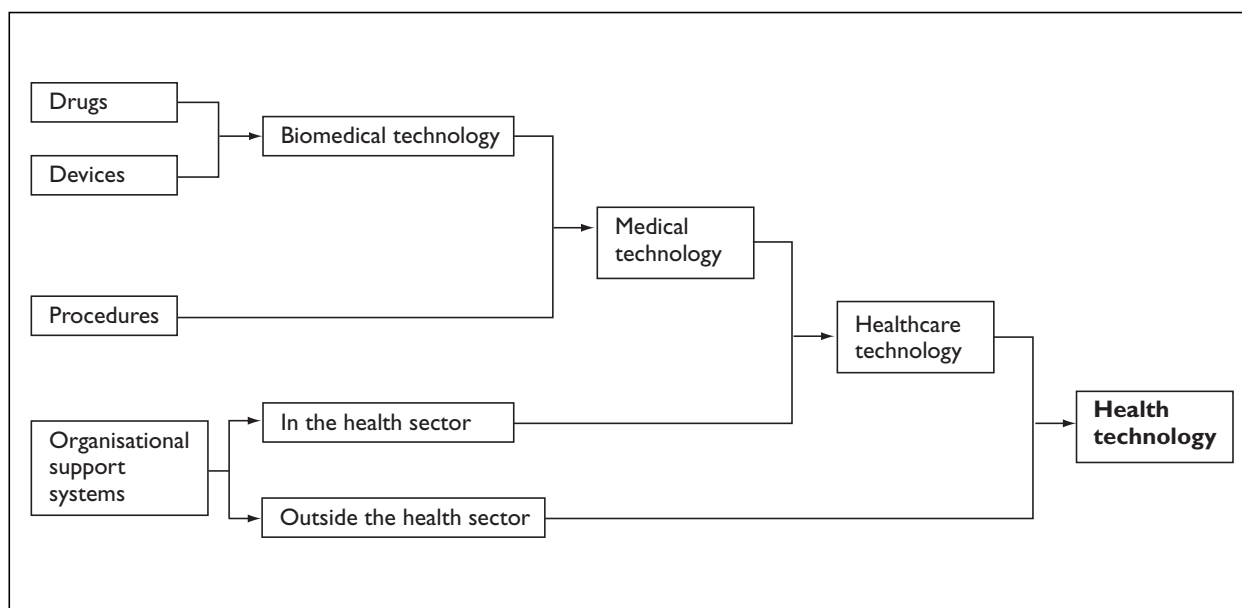 Drugs
Biomedical technology
Devices
Medical
technology
Procedures
Healthcare
technology
Organisational
support
systems
In the health sector
Outside the health sector
Health
technology